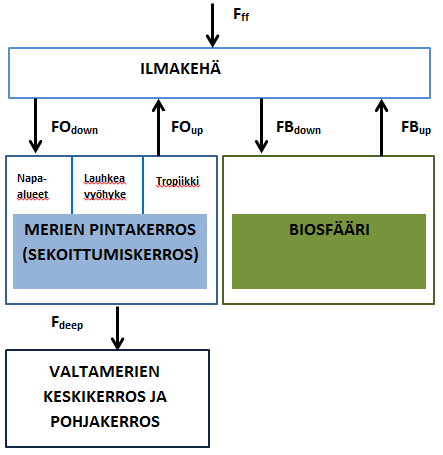 Fff
ILMAKEHÄ
FOdown
FOup
FBdown
FBup
Napa-
alueet
Lauhkea
vyöhyke
Tropiikki
MERIEN PINTAKERROS
(SEKOITTUMISKERROS)
BIOSFÄÄRI
Fdeep
VALTAMERIEN
KESKIKERROS JA
POHJAKERROS